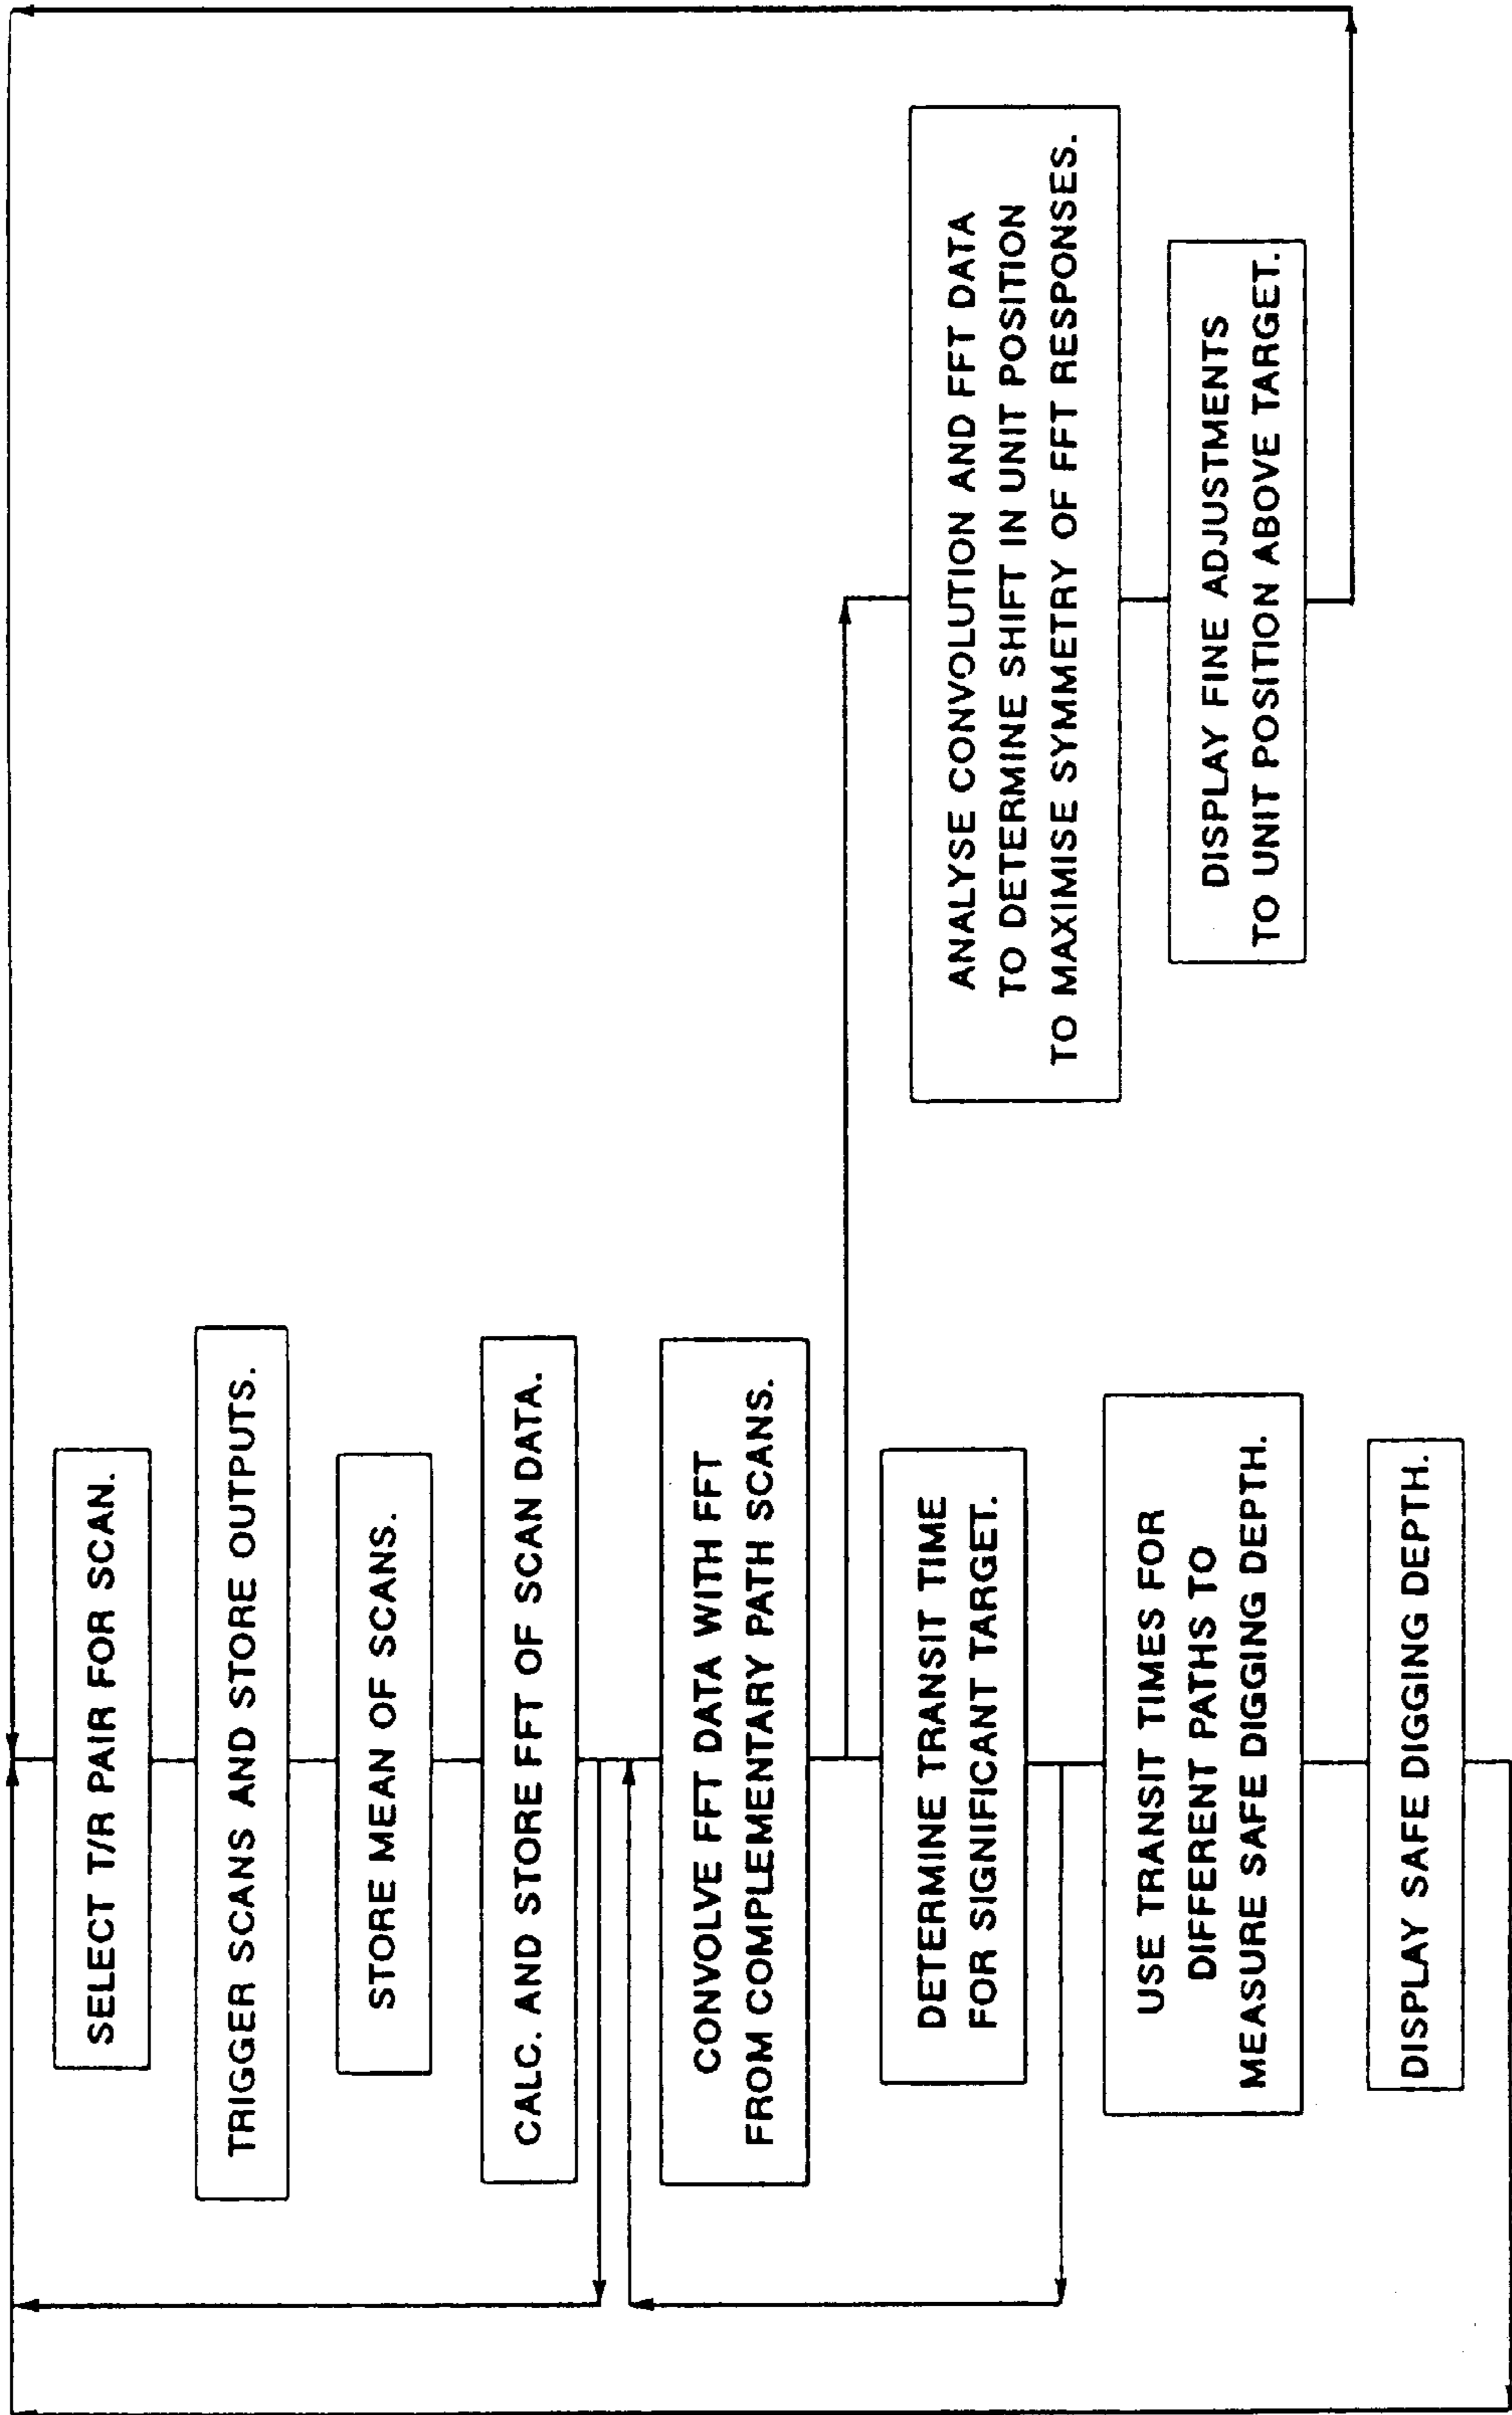 SELECT T/R PAIR FOR SCAN.
TRIGGER SCANS AND STORE OUTPUTS.
STORE MEAN OF SCANS.
CALC. AND STORE FFT OF SCAN DATA.
CONVOLVE FFT DATA WITH FFT
FROM COMPLEMENTARY PATH SCANS.
DETERMINE TRANSIT TIME
FOR SIGNIFICANT TARGET.
USE TRANSIT TIMES FOR
DIFFERENT PATHS TO
MEASURE SAFE DIGGING DEPTH.
DISPLAY SAFE DIGGING DEPTH.
ANALYSE CONVOLUTION AND FFT DATA
TO DETERMINE SHIFT IN UNIT POSITION
TO MAXIMISE SYMMETRY OF FFT RESPONSES.
DISPLAY FINE ADJUSTMENTS
TO UNIT POSITION ABOVE TARGET.